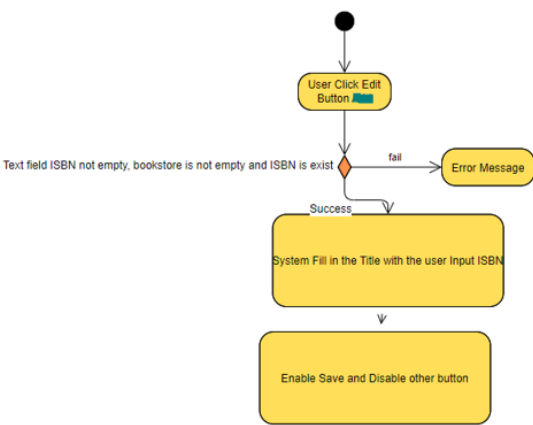 User Click Edit
Button
Text field ISBN not empty, bookstore is not empty and ISBN is exist
fail
Error Message
Success
System Fill in the Title with the user Input ISBN
Enable Save and Disable other button